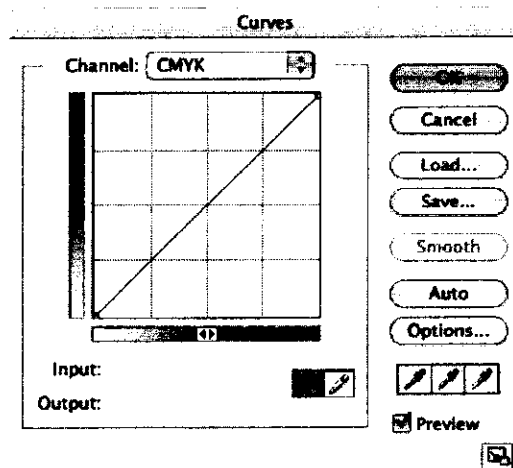 Curves
Channel: CMYK
OK
Cancel
Load...
Save...
Smooth
Auto
Options...
Input:
Output:
Preview